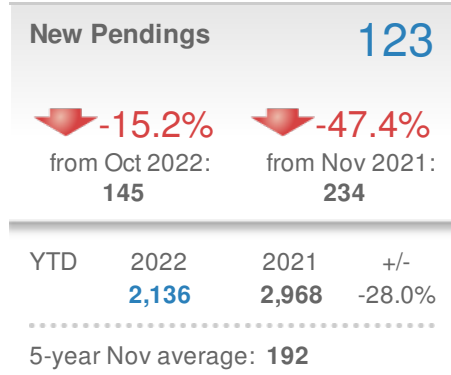 New Pendings 123
-15.2% -47.4%
from Oct 2022: from Nov 2021:
145 234
YTD 2022 2021 +/-
2,136 2,968 -28.0%
5-year Nov average: 192